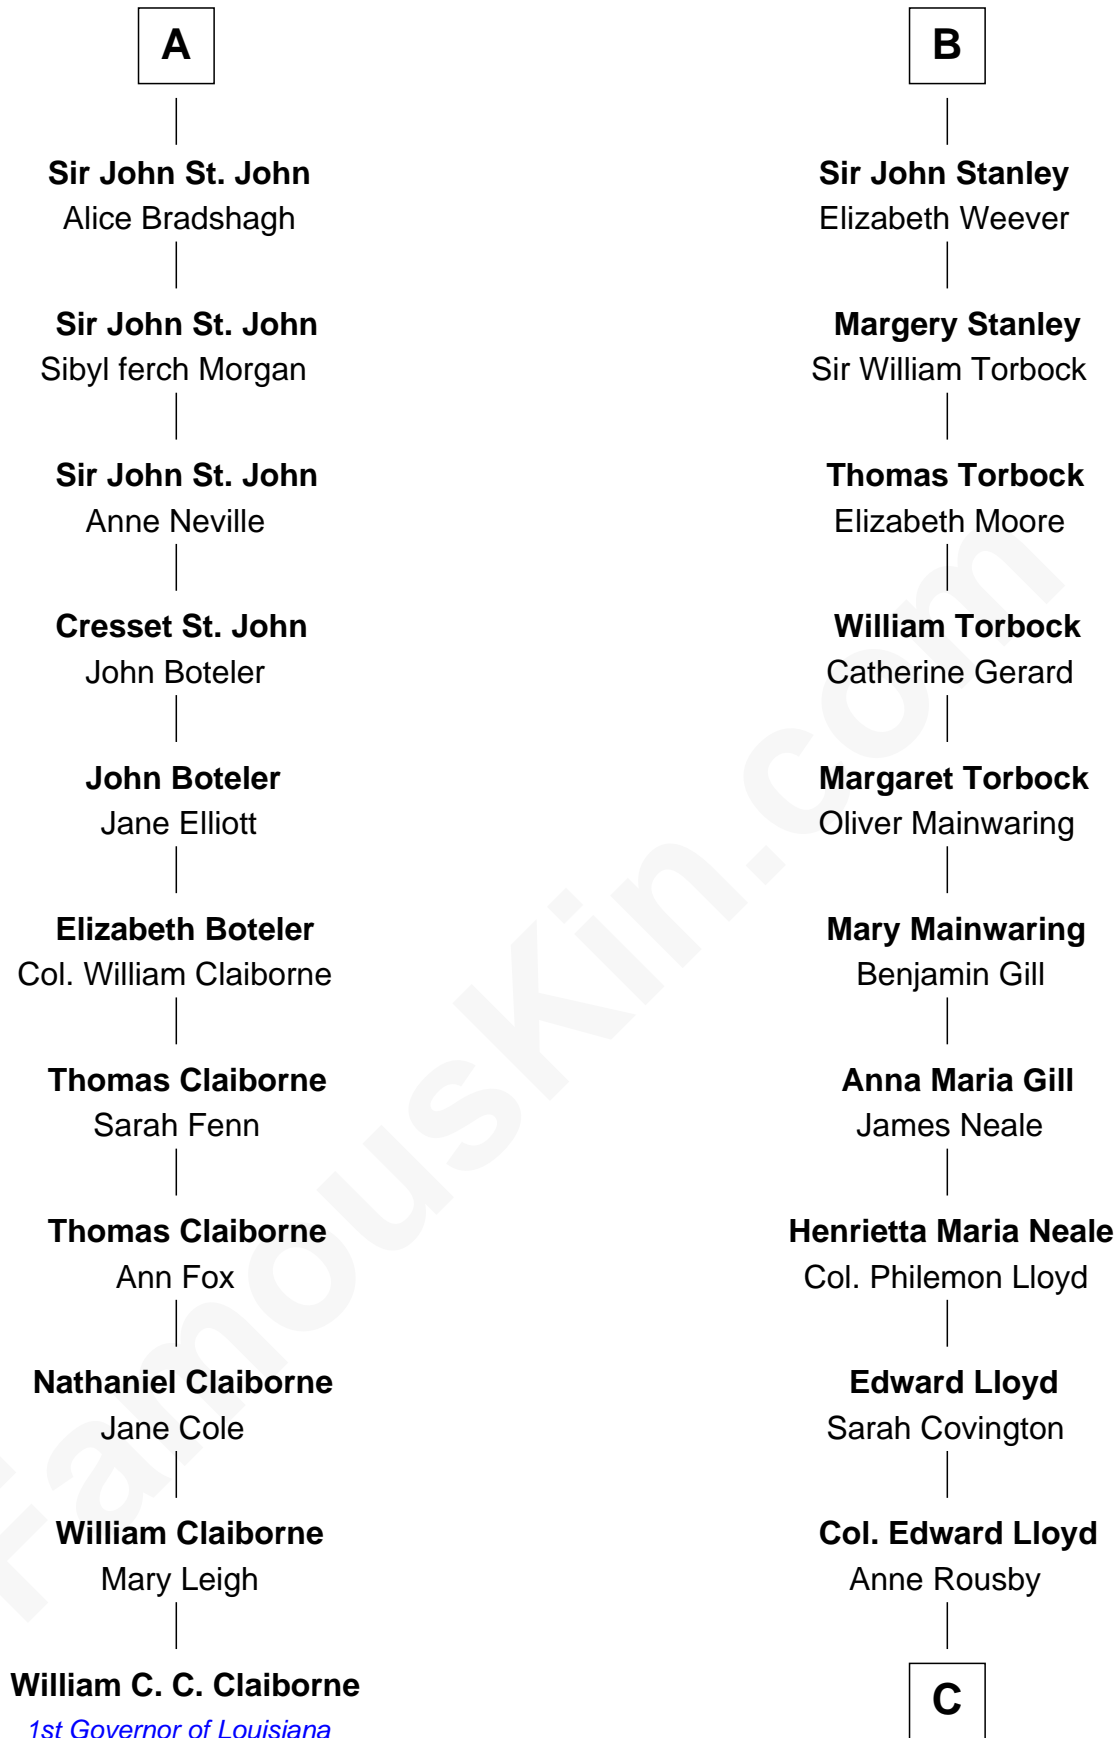 A
Sir John St. John
Alice Bradshagh
Sir John St. John
Sibyl ferch Morgan
Sir John St. John
Anne Neville
Cresset St. John
John Boteler
John Boteler
Jane Elliott
Elizabeth Boteler
Col. William Claiborne
Thomas Claiborne
Sarah Fenn
Thomas Claiborne
Ann Fox
Nathaniel Claiborne
Jane Cole
William Claiborne
Mary Leigh
William C. C. Claiborne
1st Governor of Louisiana
B
Sir John Stanley
Elizabeth Weever
Margery Stanley
Sir William Torbock
Thomas Torbock
Elizabeth Moore
William Torbock
Catherine Gerard
Margaret Torbock
Oliver Mainwaring
Mary Mainwaring
Benjamin Gill
Anna Maria Gill
James Neale
Henrietta Maria Neale
Col. Philemon Lloyd
Edward Lloyd
Sarah Covington
Col. Edward Lloyd
Anne Rousby
C
FamousKin.com